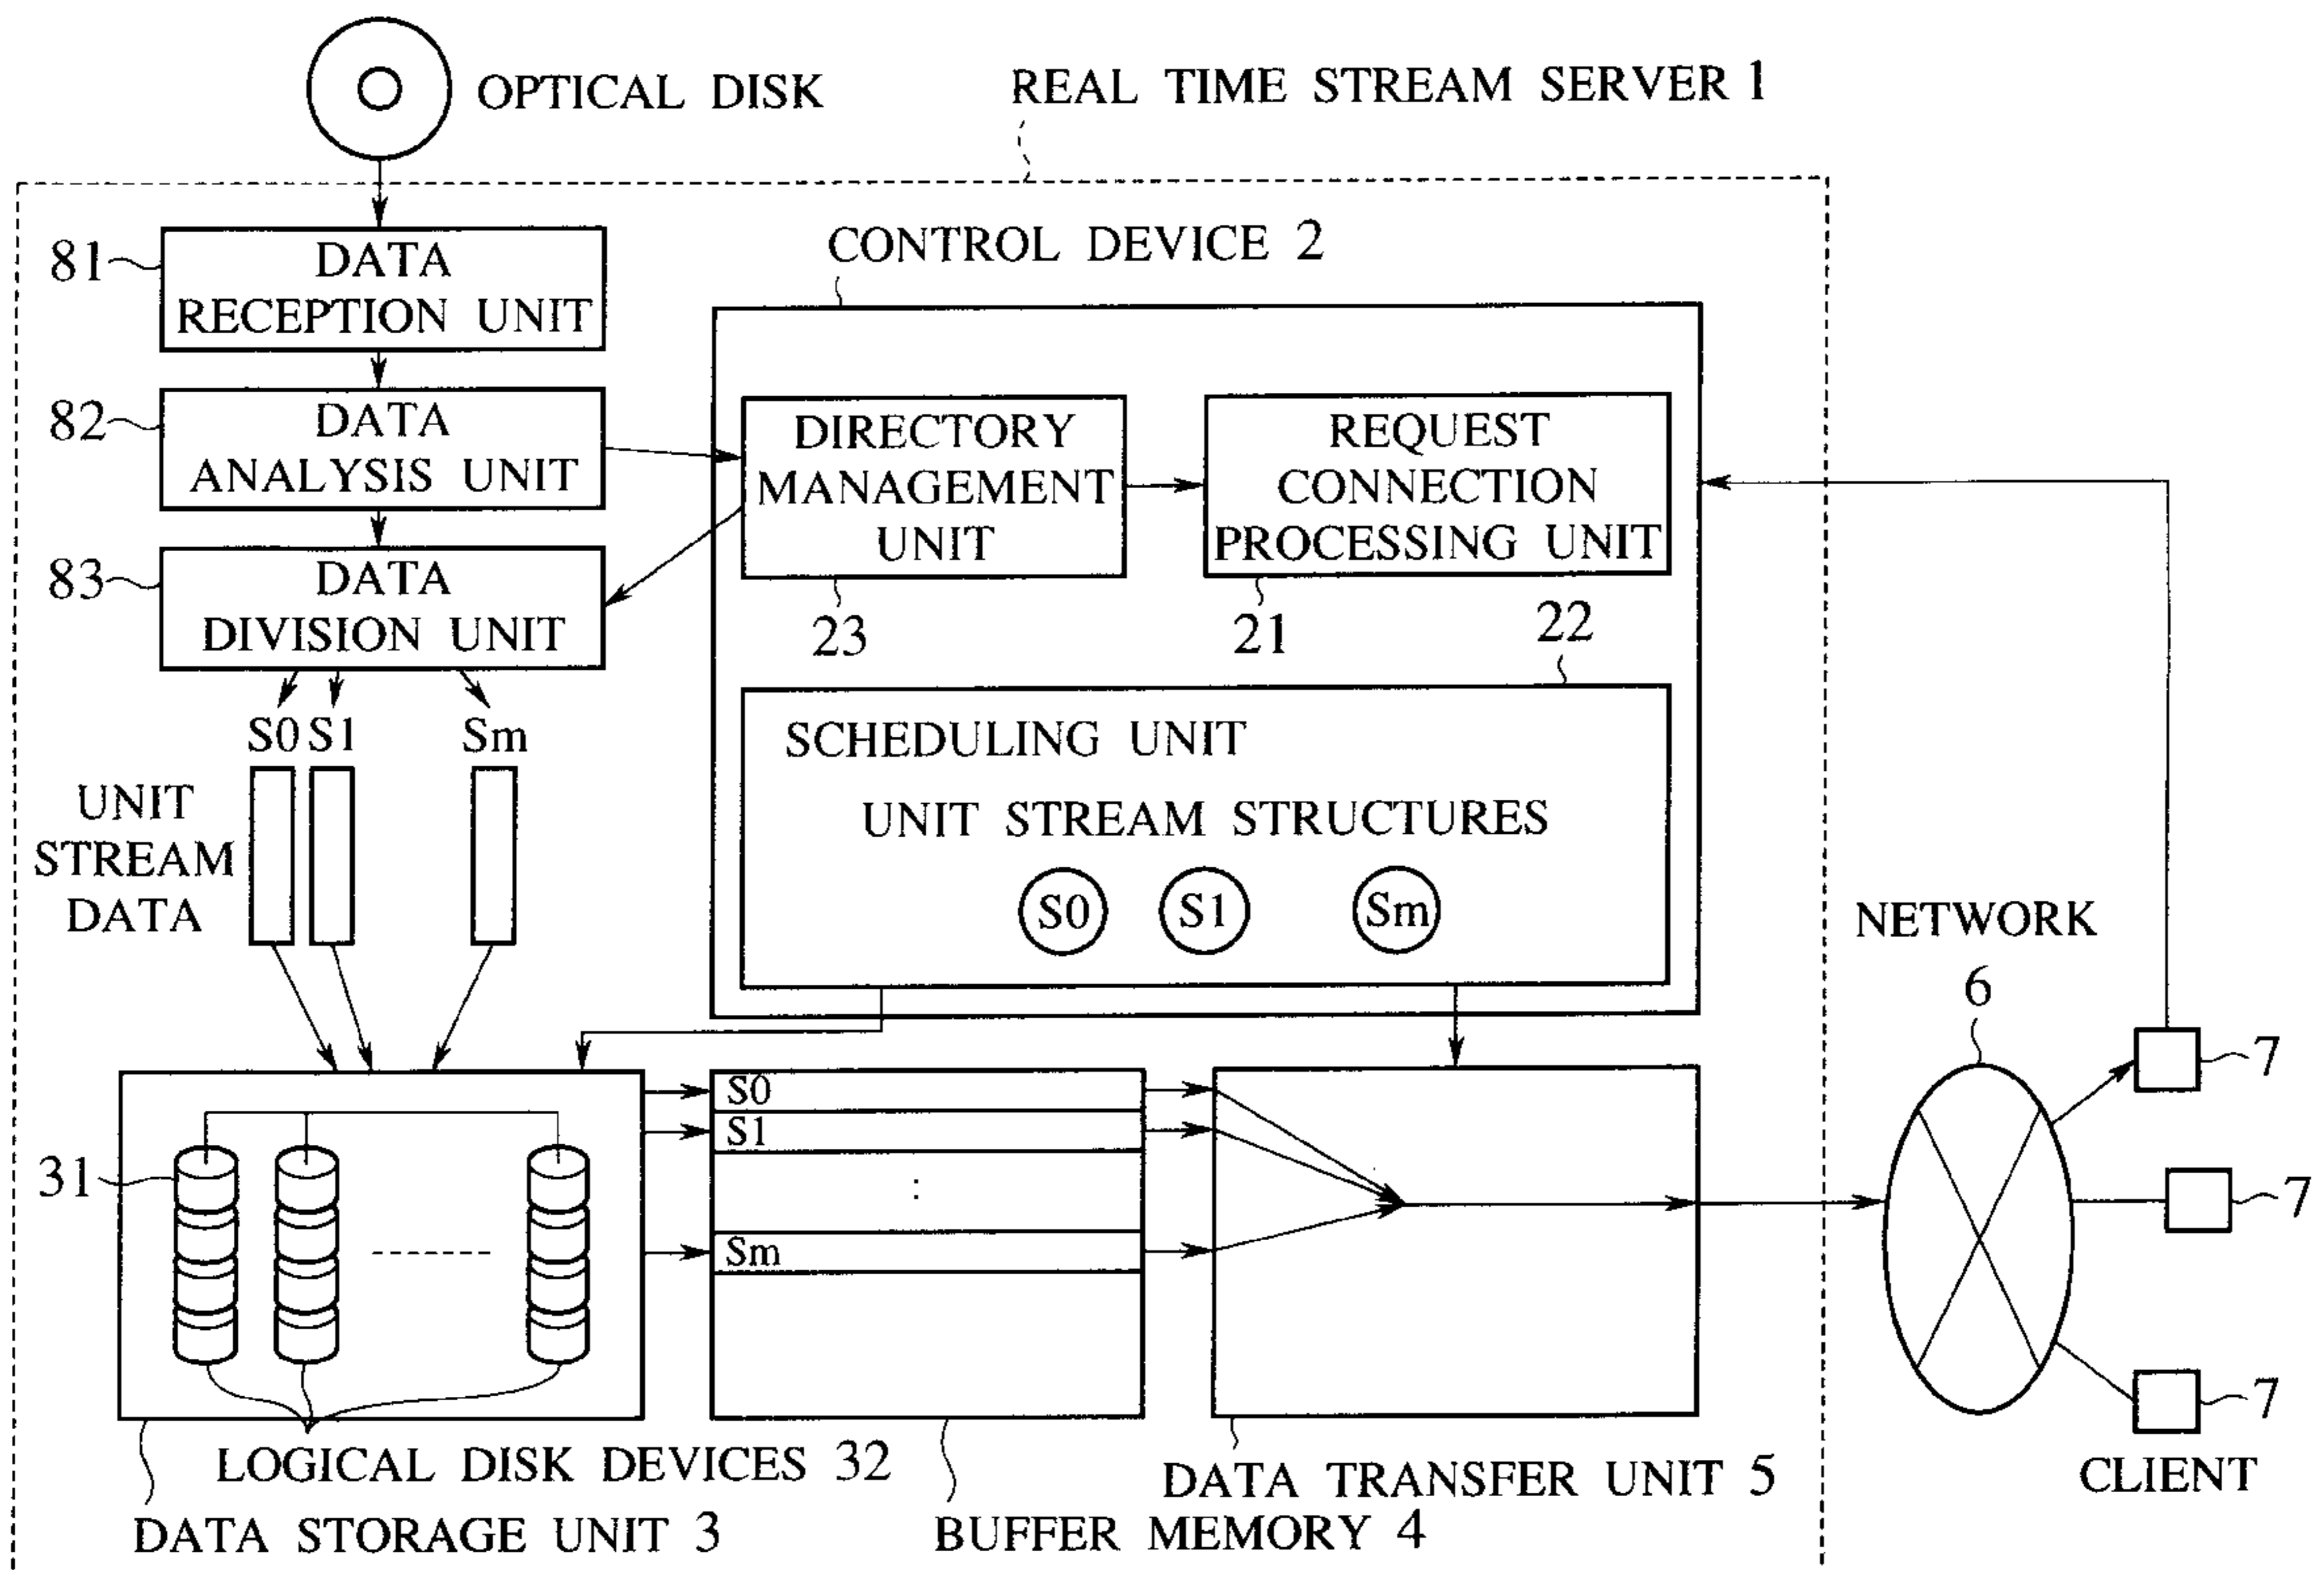 OPTICAL DISK
REAL TIME STREAM SERVER 1
81
DATA
RECEPTION UNIT
CONTROL DEVICE 2
82
DATA
ANALYSIS UNIT
DIRECTORY
MANAGEMENT
UNIT
REQUEST
CONNECTION
PROCESSING UNIT
83
DATA
DIVISION UNIT
23
21
22
S0 S1 Sm
SCHEDULING UNIT
UNIT
STREAM
DATA
UNIT STREAM STRUCTURES
S0 S1 Sm
NETWORK
6
7
S0
S1
:
Sm
31
7
7
LOGICAL DISK DEVICES 32
DATA STORAGE UNIT 3
BUFFER MEMORY 4
DATA TRANSFER UNIT 5
CLIENT